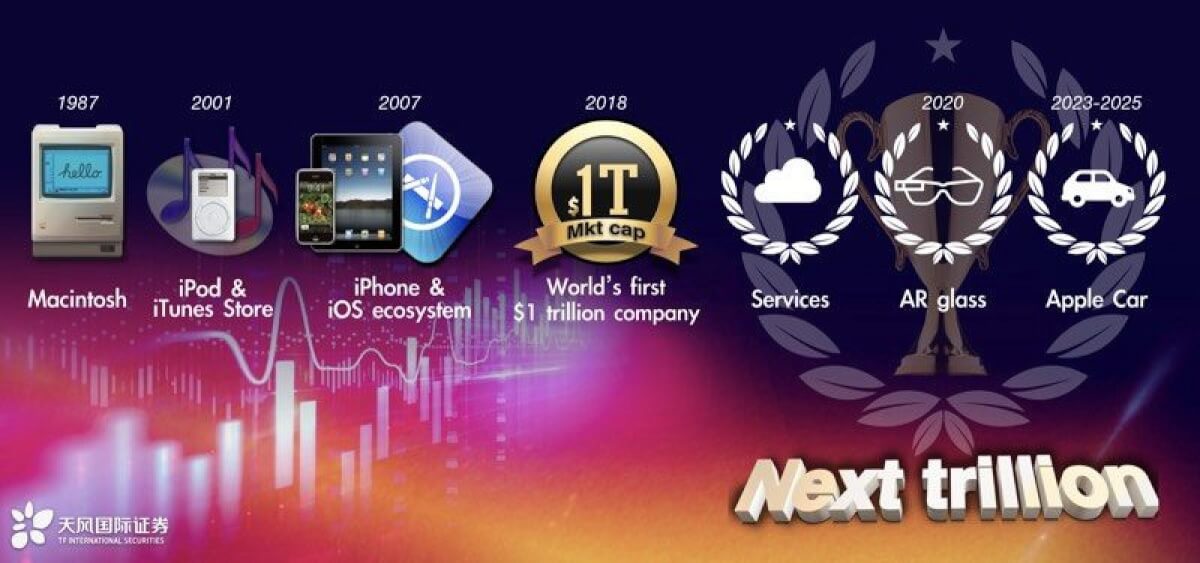 1987
2001
2007
2018
2020
2023-2025
hello
$1T
Mkt cap
Macintosh
iPod &
iTunes Store
iPhone &
iOS ecosystem
World's first
$1 trillion company
Services
AR glass
Apple Car
Next trillion
天风国际证券
TF INTERNATIONAL SECURITIES